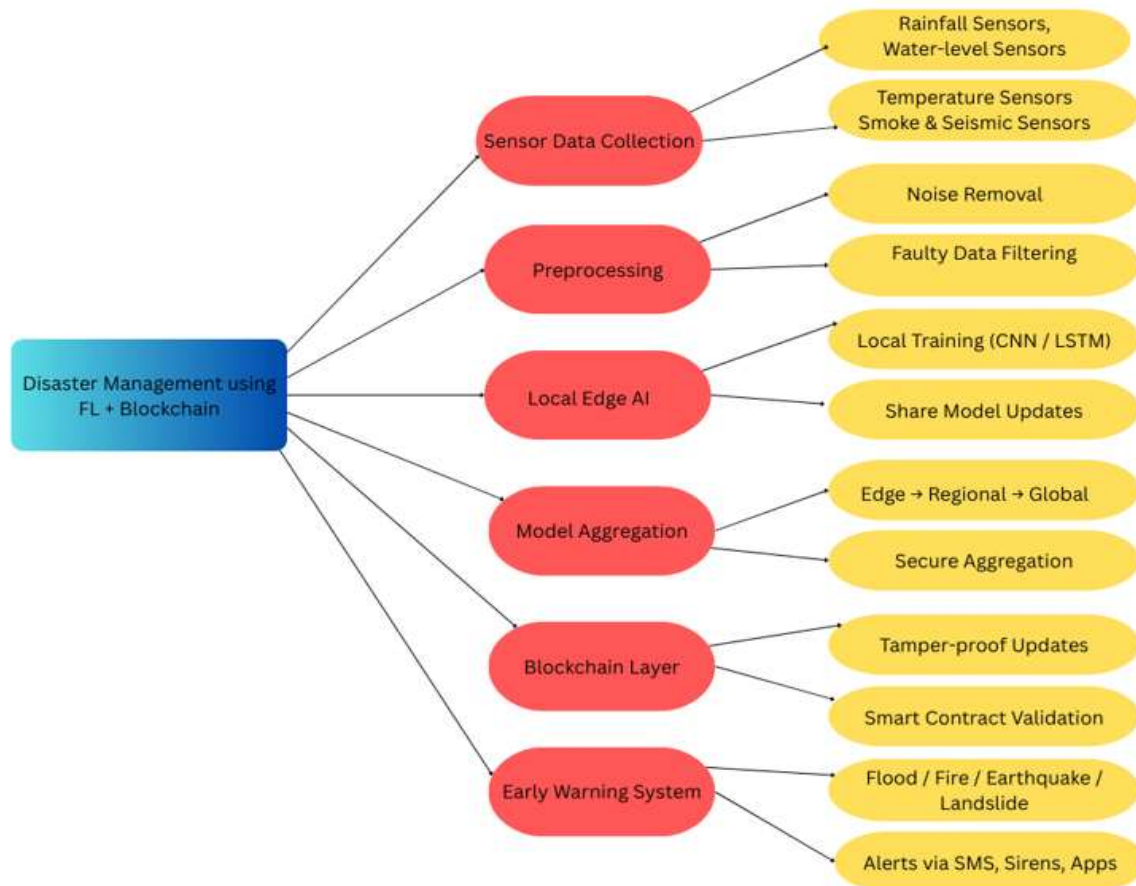 Disaster Management using
FL + Blockchain
Sensor Data Collection
Rainfall Sensors,
Water-level Sensors
Temperature Sensors
Smoke & Seismic Sensors
Preprocessing
Noise Removal
Faulty Data Filtering
Local Edge AI
Local Training (CNN / LSTM)
Share Model Updates
Model Aggregation
Edge → Regional → Global
Secure Aggregation
Blockchain Layer
Tamper-proof Updates
Smart Contract Validation
Early Warning System
Flood / Fire / Earthquake /
Landslide
Alerts via SMS, Sirens, Apps